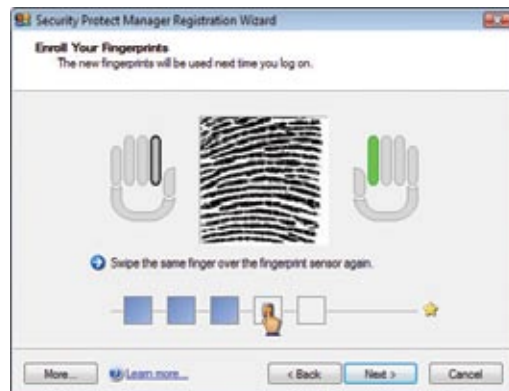 Security Protect Manager Registration Wizard
Enroll Your Fingerprints
The new fingerprints will be used next time you log on.
Swipe the same finger over the fingerprint sensor again.
More... Learn more... < Back Next > Cancel